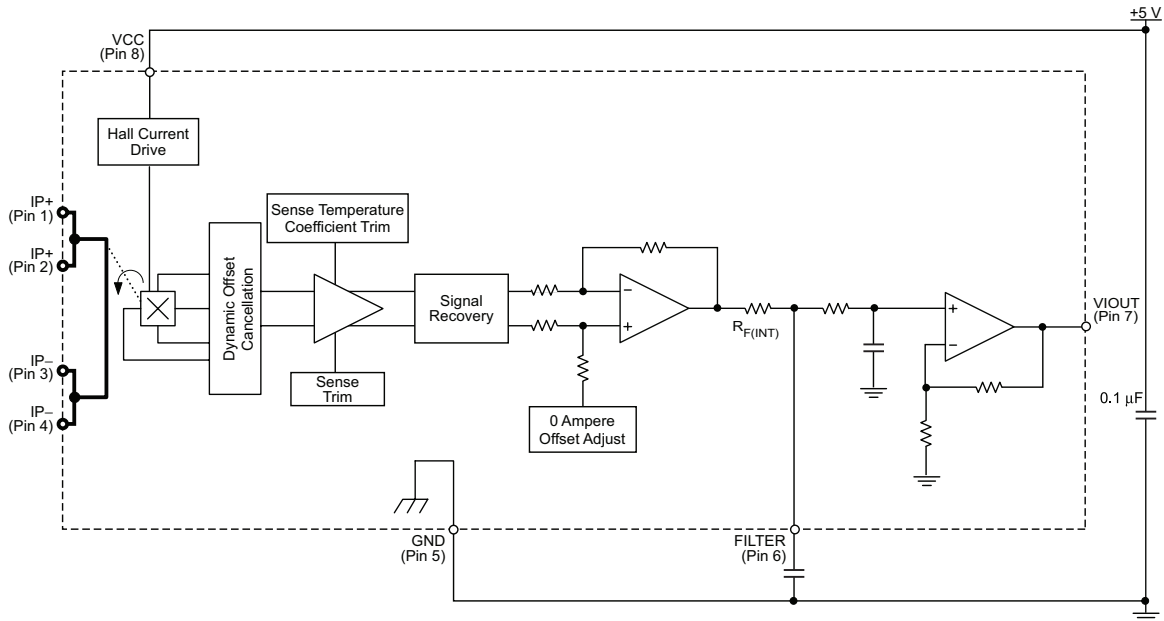 +5 V
VCC
(Pin 8)
Hall Current
Drive
IP+
(Pin 1)
IP+
(Pin 2)
IP–
(Pin 3)
IP–
(Pin 4)
Dynamic Offset
Cancellation
Sense Temperature
Coefficient Trim
Sense
Trim
Signal
Recovery
0 Ampere
Offset Adjust
–
+
RF(INT)
+
–
VIOUT
(Pin 7)
0.1 μF
GND
(Pin 5)
FILTER
(Pin 6)